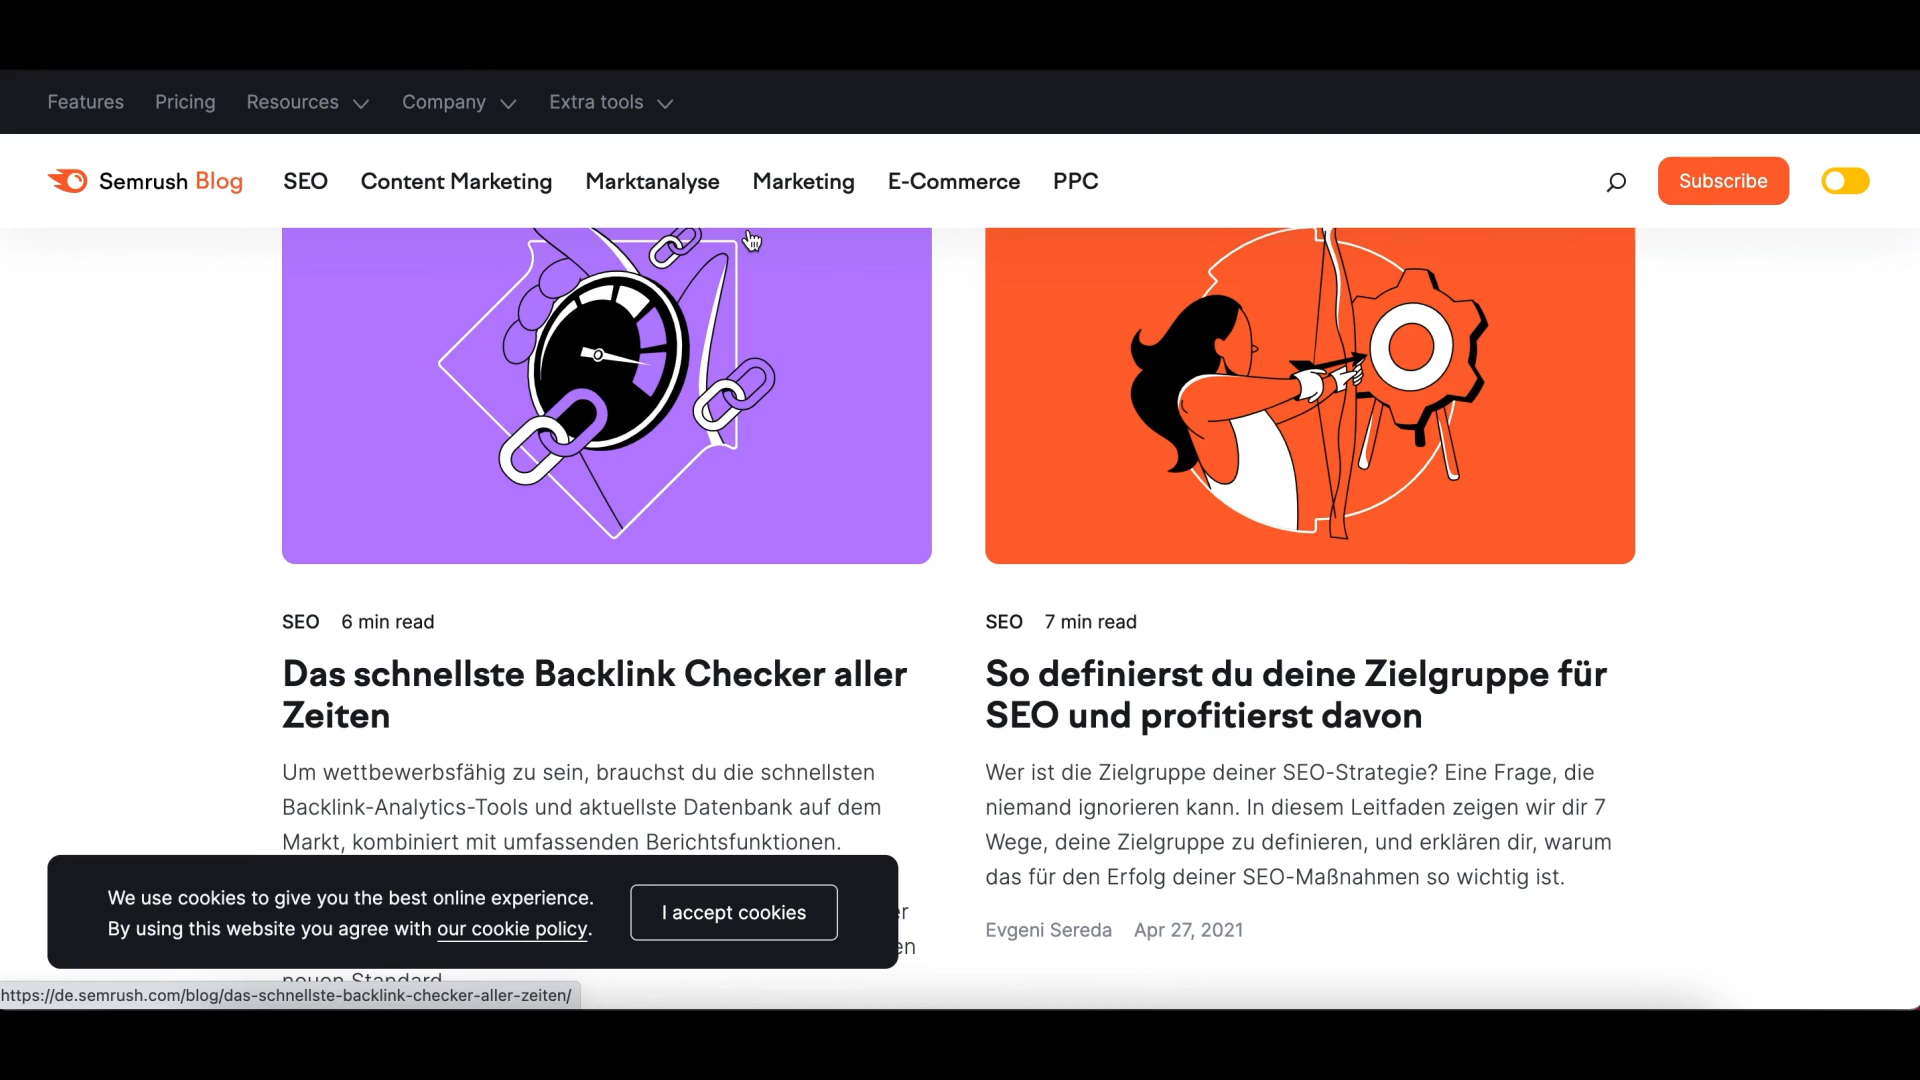 Features Pricing Resources Company Extra tools
Semrush Blog SEO Content Marketing Marktanalyse Marketing E-Commerce PPC Subscribe
SEO 6 min read
Das schnellste Backlink Checker aller
Zeiten
Um wettbewerbsfähig zu sein, brauchst du die schnellsten
Backlink-Analytics-Tools und aktuellste Datenbank auf dem
Markt, kombiniert mit umfassenden Berichtsfunktionen.
SEO 7 min read
So definierst du deine Zielgruppe für
SEO und profitierst davon
Wer ist die Zielgruppe deiner SEO-Strategie? Eine Frage, die
niemand ignorieren kann. In diesem Leitfaden zeigen wir dir 7
Wege, deine Zielgruppe zu definieren, und erklären dir, warum
das für den Erfolg deiner SEO-Maßnahmen so wichtig ist.
Evgeni Sereda Apr 27, 2021
We use cookies to give you the best online experience.
By using this website you agree with our cookie policy.
I accept cookies
neuen Standard.
https://de.semrush.com/blog/das-schnellste-backlink-checker-aller-zeiten/